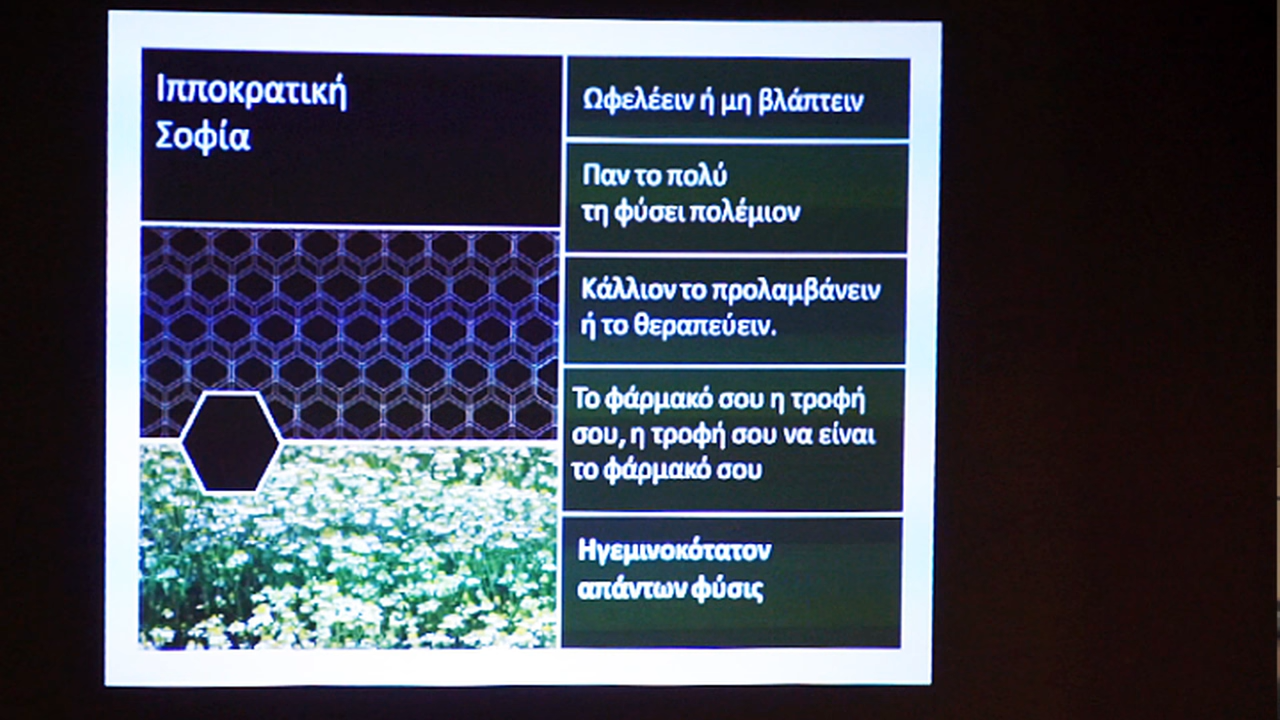 Ιπποκρατική
Σοφία
Ωφελέειν ή μη βλάπτειν
Παν το πολύ
τη φύσει πολέμιον
Κάλλιον το προλαμβάνειν
ή το θεραπεύειν.
Το φάρμακό σου η τροφή
σου, η τροφή σου να είναι
το φάρμακό σου
Ηγεμινοκότατον
απάντων φύσις